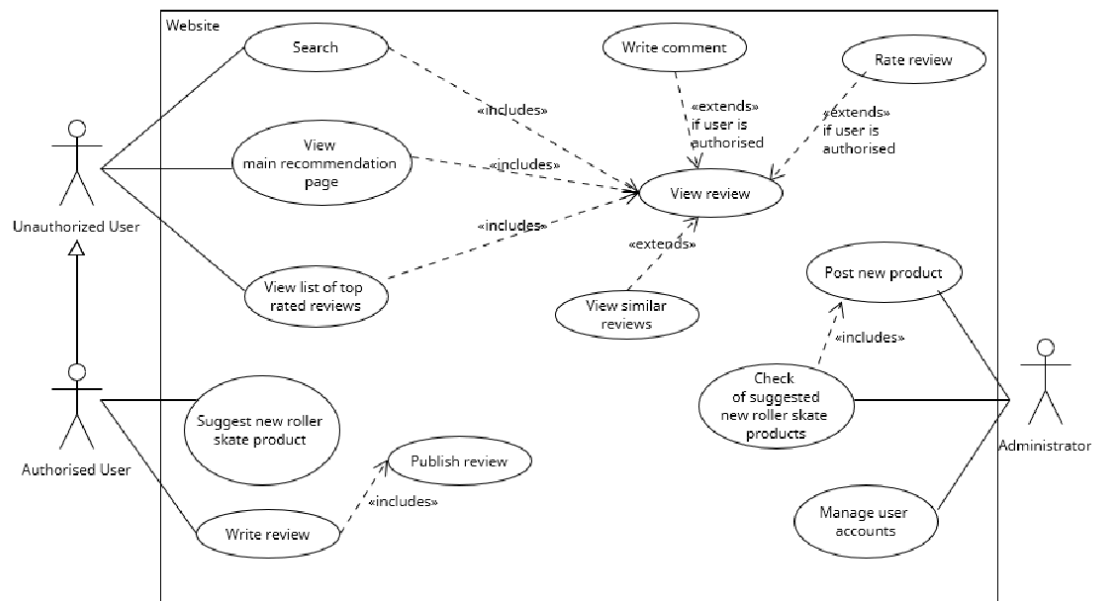 Website
Search
Write comment
Rate review
«includes»
«extends»
if user is
authorised
«extends»
if user is
authorised
View
main recommendation
page
«includes»
View review
Unauthorized User
«includes»
«extends»
View list of top
rated reviews
View similar
reviews
Post new product
«includes»
Check
of suggested
new roller skate
products
Administrator
Suggest new roller
skate product
Authorised User
Publish review
«includes»
Write review
Manage user
accounts